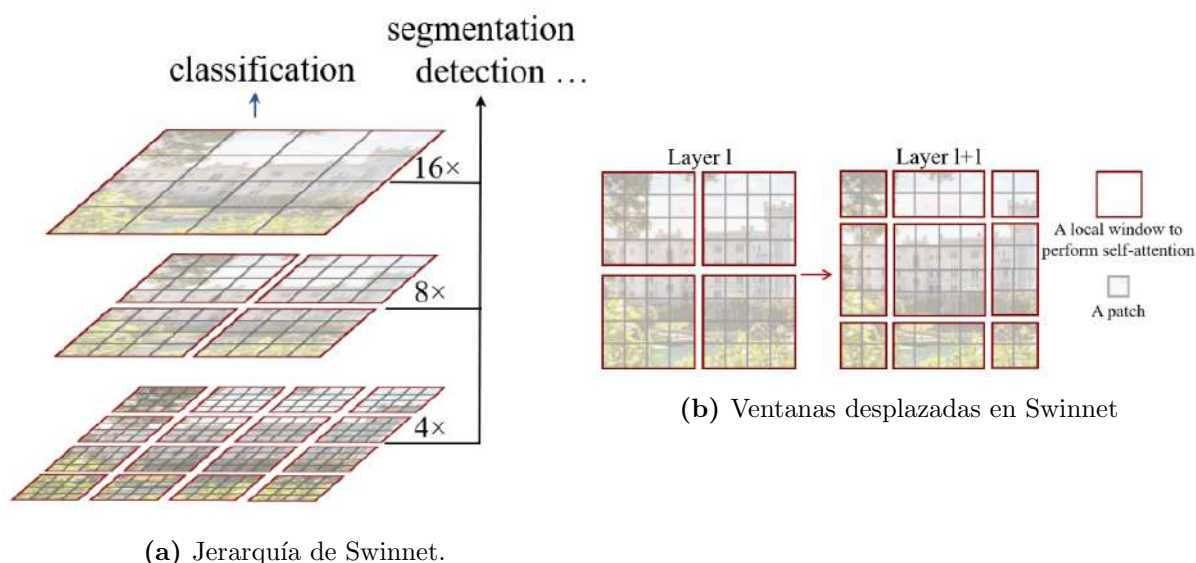 segmentation
detection ...
classification
16×
8×
4×
(a) Jerarquía de Swinnet.
Layer l
Layer l+1
A local window to
perform self-attention
A patch
(b) Ventanas desplazadas en Swinnet